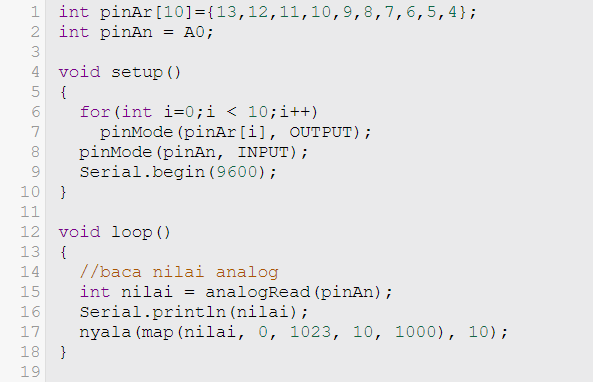 1 int pinAr[10]={13,12,11,10,9,8,7,6,5,4};
2 int pinAn = A0;
3
4 void setup()
5 {
6   for(int i=0;i < 10;i++)
7     pinMode(pinAr[i], OUTPUT);
8   pinMode(pinAn, INPUT);
9   Serial.begin(9600);
10 }
11
12 void loop()
13 {
14   //baca nilai analog
15   int nilai = analogRead(pinAn);
16   Serial.println(nilai);
17   nyala(map(nilai, 0, 1023, 10, 1000), 10);
18 }
19